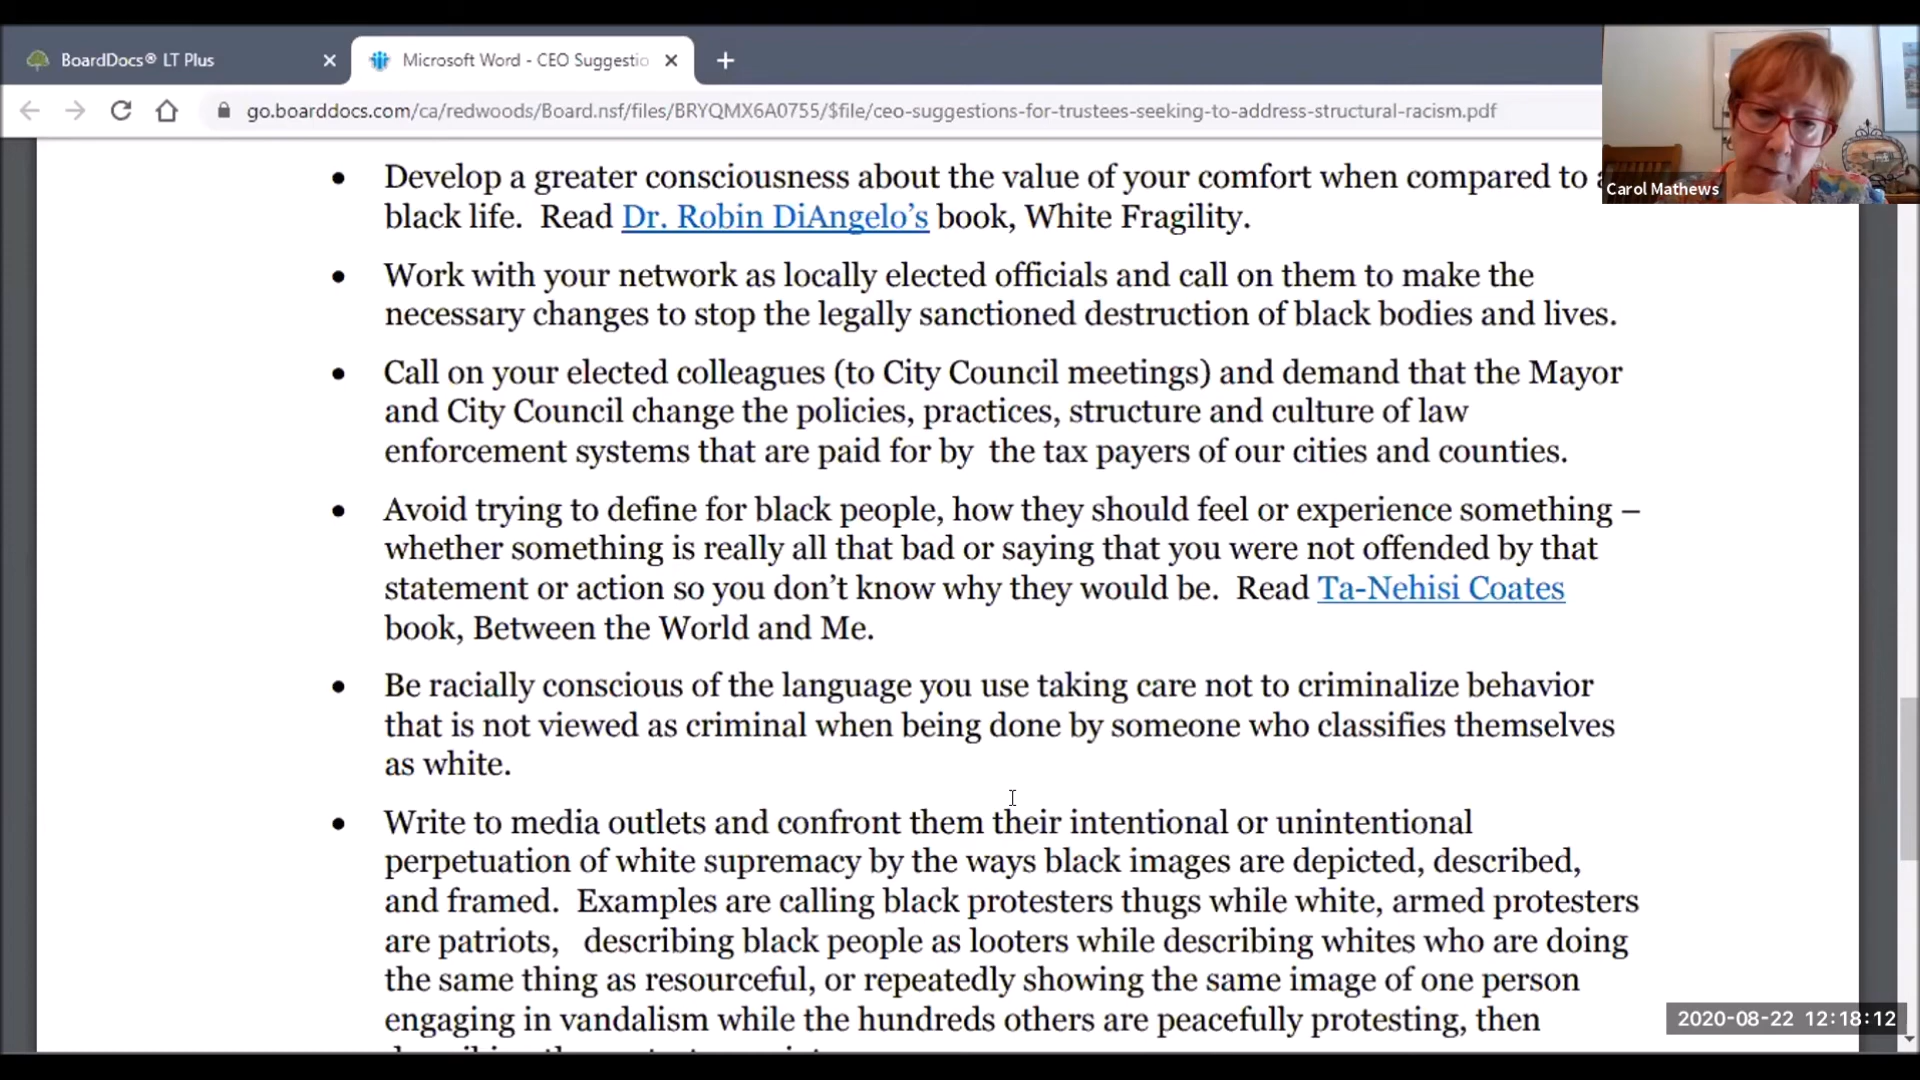 BoardDocs® LT Plus
Microsoft Word - CEO Suggestio
go.boarddocs.com/ca/redwoods/Board.nsf/files/BRYQMX6A0755/$file/ceo-suggestions-for-trustees-seeking-to-address-structural-racism.pdf
Carol Mathews
• Develop a greater consciousness about the value of your comfort when compared to
black life.  Read Dr. Robin DiAngelo’s book, White Fragility.
• Work with your network as locally elected officials and call on them to make the
necessary changes to stop the legally sanctioned destruction of black bodies and lives.
• Call on your elected colleagues (to City Council meetings) and demand that the Mayor
and City Council change the policies, practices, structure and culture of law
enforcement systems that are paid for by  the tax payers of our cities and counties.
• Avoid trying to define for black people, how they should feel or experience something –
whether something is really all that bad or saying that you were not offended by that
statement or action so you don’t know why they would be.  Read Ta-Nehisi Coates
book, Between the World and Me.
• Be racially conscious of the language you use taking care not to criminalize behavior
that is not viewed as criminal when being done by someone who classifies themselves
as white.
• Write to media outlets and confront them their intentional or unintentional
perpetuation of white supremacy by the ways black images are depicted, described,
and framed.  Examples are calling black protesters thugs while white, armed protesters
are patriots,   describing black people as looters while describing whites who are doing
the same thing as resourceful, or repeatedly showing the same image of one person
engaging in vandalism while the hundreds others are peacefully protesting, then
2020-08-22 12:18:12